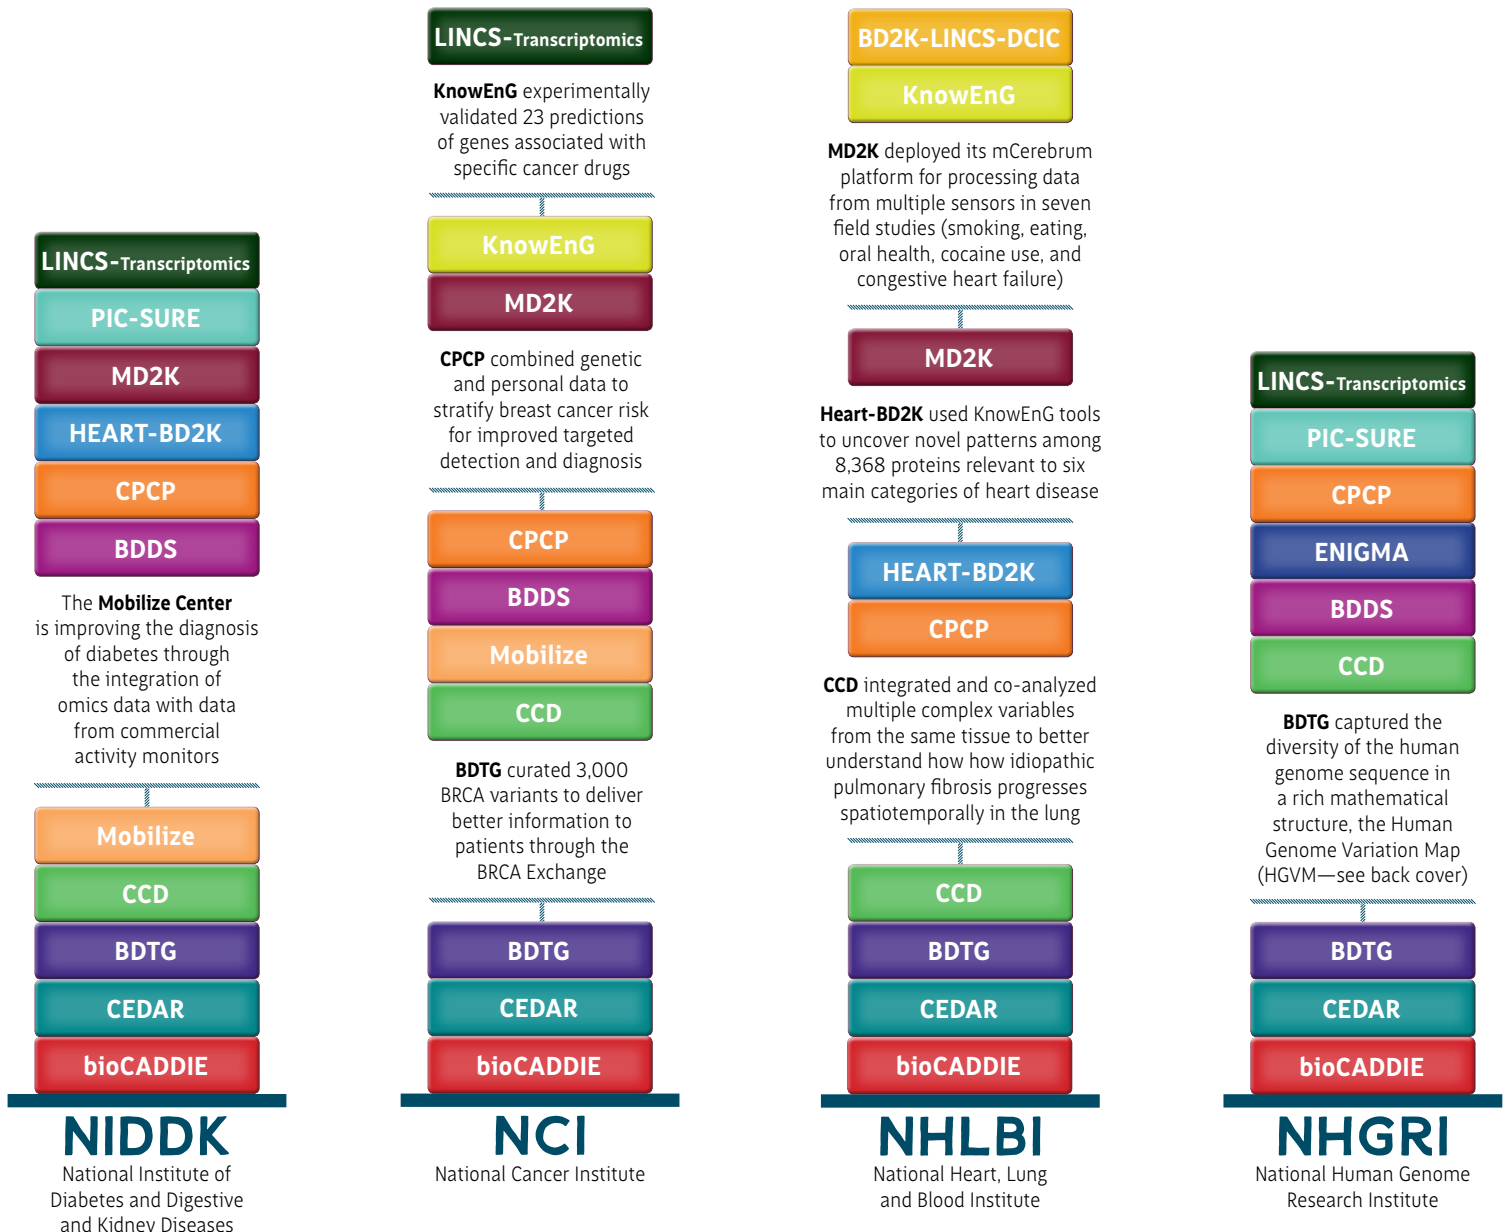 LINCS-Transcriptomics
PIC-SURE
MD2K
HEART-BD2K
CPCP
BDDS
The Mobilize Center
is improving the diagnosis
of diabetes through
the integration of
omics data with data
from commercial
activity monitors
Mobilize
CCD
BDTG
CEDAR
bioCADDIE
NIDDK
National Institute of
Diabetes and Digestive
and Kidney Diseases
LINCS-Transcriptomics
KnowEnG experimentally
validated 23 predictions
of genes associated with
specific cancer drugs
KnowEnG
MD2K
CPCP combined genetic
and personal data to
stratify breast cancer risk
for improved targeted
detection and diagnosis
CPCP
BDDS
Mobilize
CCD
BDTG curated 3,000
BRCA variants to deliver
better information to
patients through the
BRCA Exchange
BDTG
CEDAR
bioCADDIE
NCI
National Cancer Institute
BD2K-LINCS-DCIC
KnowEnG
MD2K deployed its mCerebrum
platform for processing data
from multiple sensors in seven
field studies (smoking, eating,
oral health, cocaine use, and
congestive heart failure)
MD2K
Heart-BD2K used KnowEnG tools
to uncover novel patterns among
8,368 proteins relevant to six
main categories of heart disease
HEART-BD2K
CPCP
CCD integrated and co-analyzed
multiple complex variables
from the same tissue to better
understand how how idiopathic
pulmonary fibrosis progresses
spatiotemporally in the lung
CCD
BDTG
CEDAR
bioCADDIE
NHLBI
National Heart, Lung
and Blood Institute
LINCS-Transcriptomics
PIC-SURE
CPCP
ENIGMA
BDDS
CCD
BDTG captured the
diversity of the human
genome sequence in
a rich mathematical
structure, the Human
Genome Variation Map
(HGVM—see back cover)
BDTG
CEDAR
bioCADDIE
NHGRI
National Human Genome
Research Institute